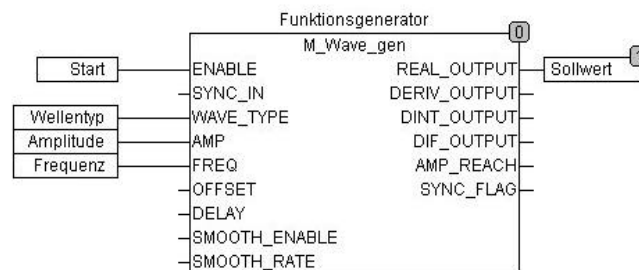 Funktionsgenerator
0
M_Wave_gen
Start ENABLE REAL_OUTPUT Sollwert
SYNC_IN DERIV_OUTPUT
Wellentyp WAVE_TYPE DINT_OUTPUT
Amplitude AMP DIF_OUTPUT
Frequenz FREQ AMP_REACH
OFFSET SYNC_FLAG
DELAY
SMOOTH_ENABLE
SMOOTH_RATE